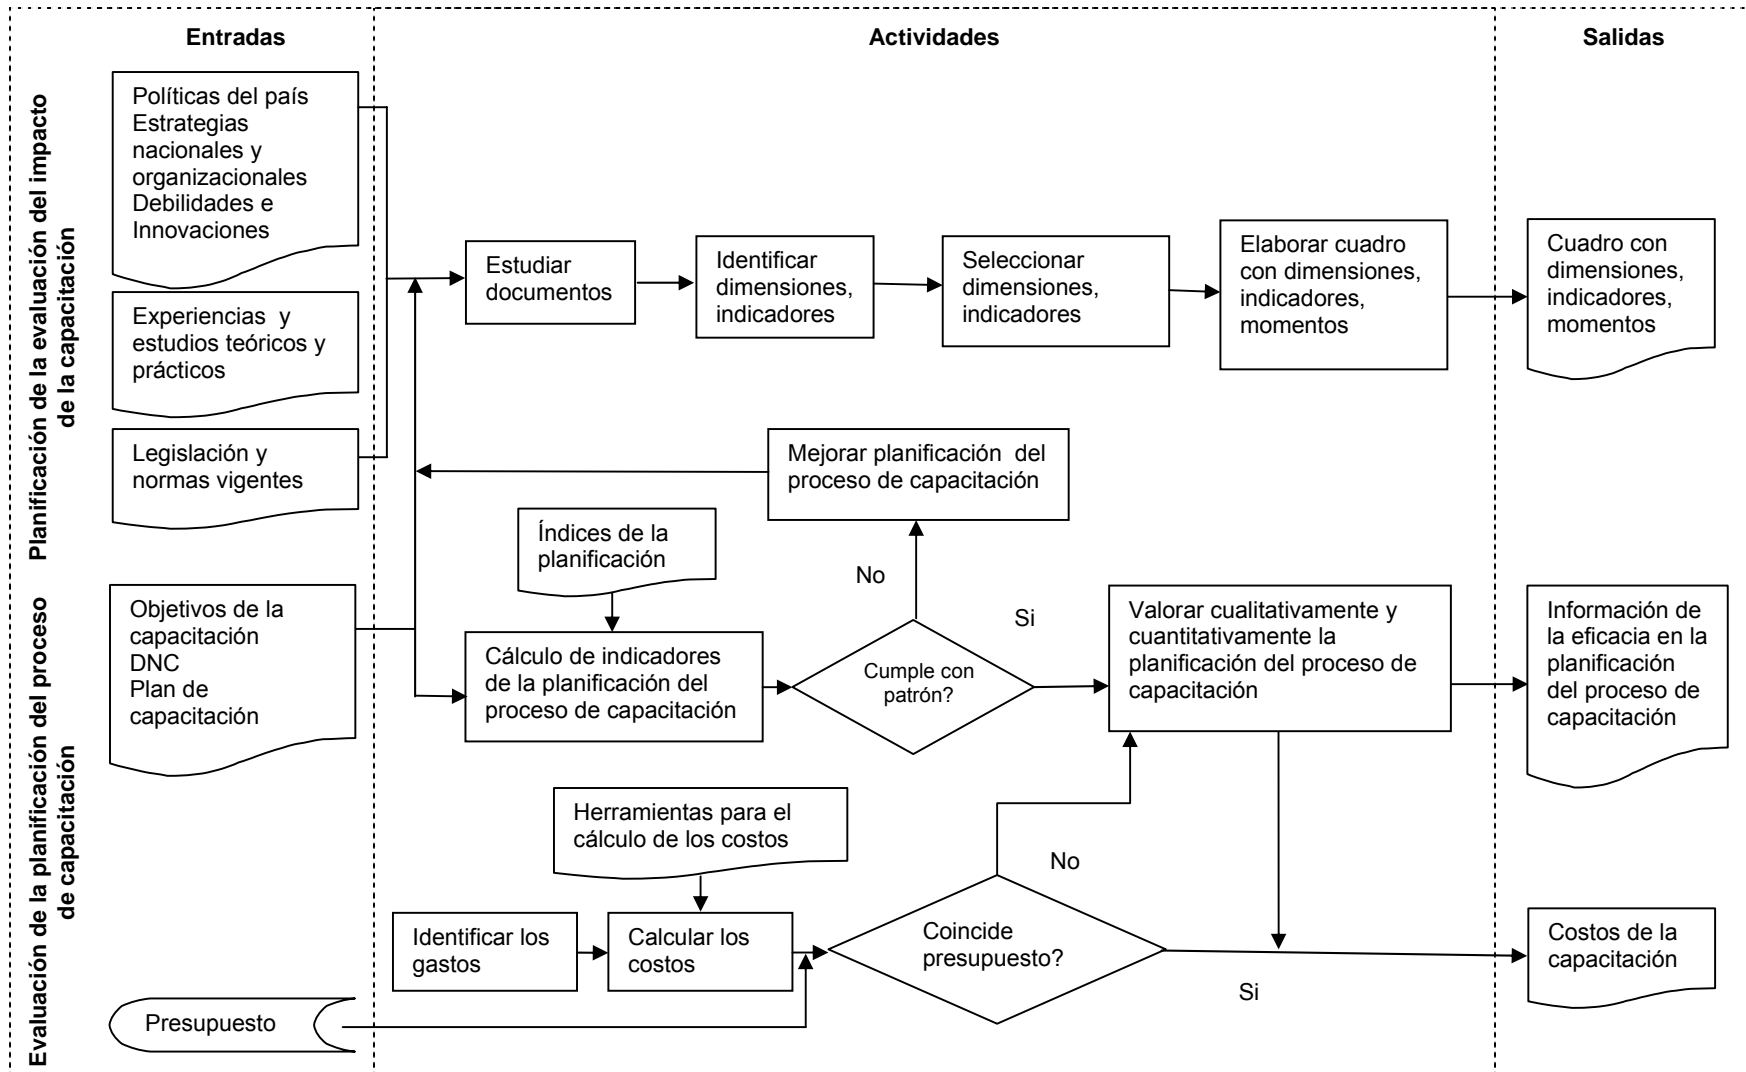 Entradas
Actividades
Salidas
Planificación de la evaluación del impacto
de la capacitación
Políticas del país
Estrategias
nacionales y
organizacionales
Debilidades e
Innovaciones
Experiencias y
estudios teóricos y
prácticos
Legislación y
normas vigentes
Estudiar
documentos
Identificar
dimensiones,
indicadores
Seleccionar
dimensiones,
indicadores
Elaborar cuadro
con dimensiones,
indicadores,
momentos
Cuadro con
dimensiones,
indicadores,
momentos
Mejorar planificación del
proceso de capacitación
Evaluación de la planificación del proceso
de capacitación
Objetivos de la
capacitación
DNC
Plan de
capacitación
Índices de la
planificación
Cálculo de indicadores
de la planificación del
proceso de capacitación
No
Cumple con
patrón?
Si
Valorar cualitativamente y
cuantitativamente la
planificación del proceso de
capacitación
Información de
la eficacia en la
planificación
del proceso de
capacitación
Herramientas para el
cálculo de los costos
Identificar los
gastos
Calcular los
costos
No
Coincide
presupuesto?
Si
Costos de la
capacitación
Presupuesto